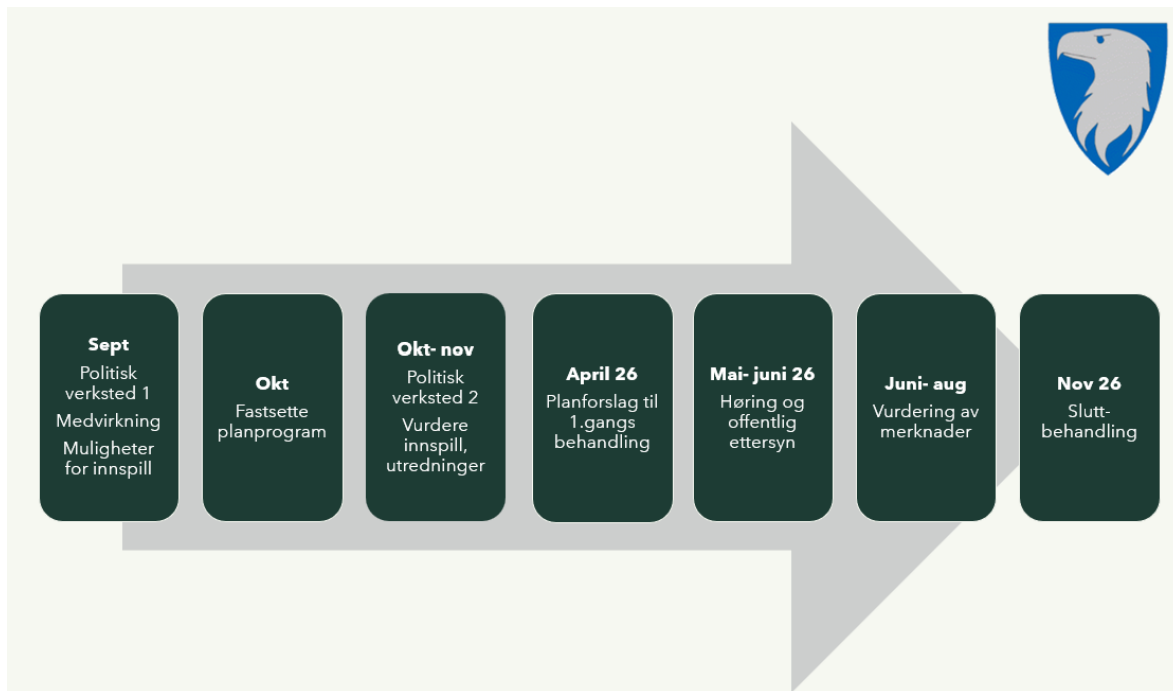 Sept
Politisk
verksted 1
Medvirkning
Muligheter
for innspill
Okt
Fastsette
planprogram
Okt- nov
Politisk
verksted 2
Vurdere
innspill,
utredninger
April 26
Planforslag til
1.gangs
behandling
Mai- juni 26
Høring og
offentlig
ettersyn
Juni- aug
Vurdering av
merknader
Nov 26
Slutt-
behandling